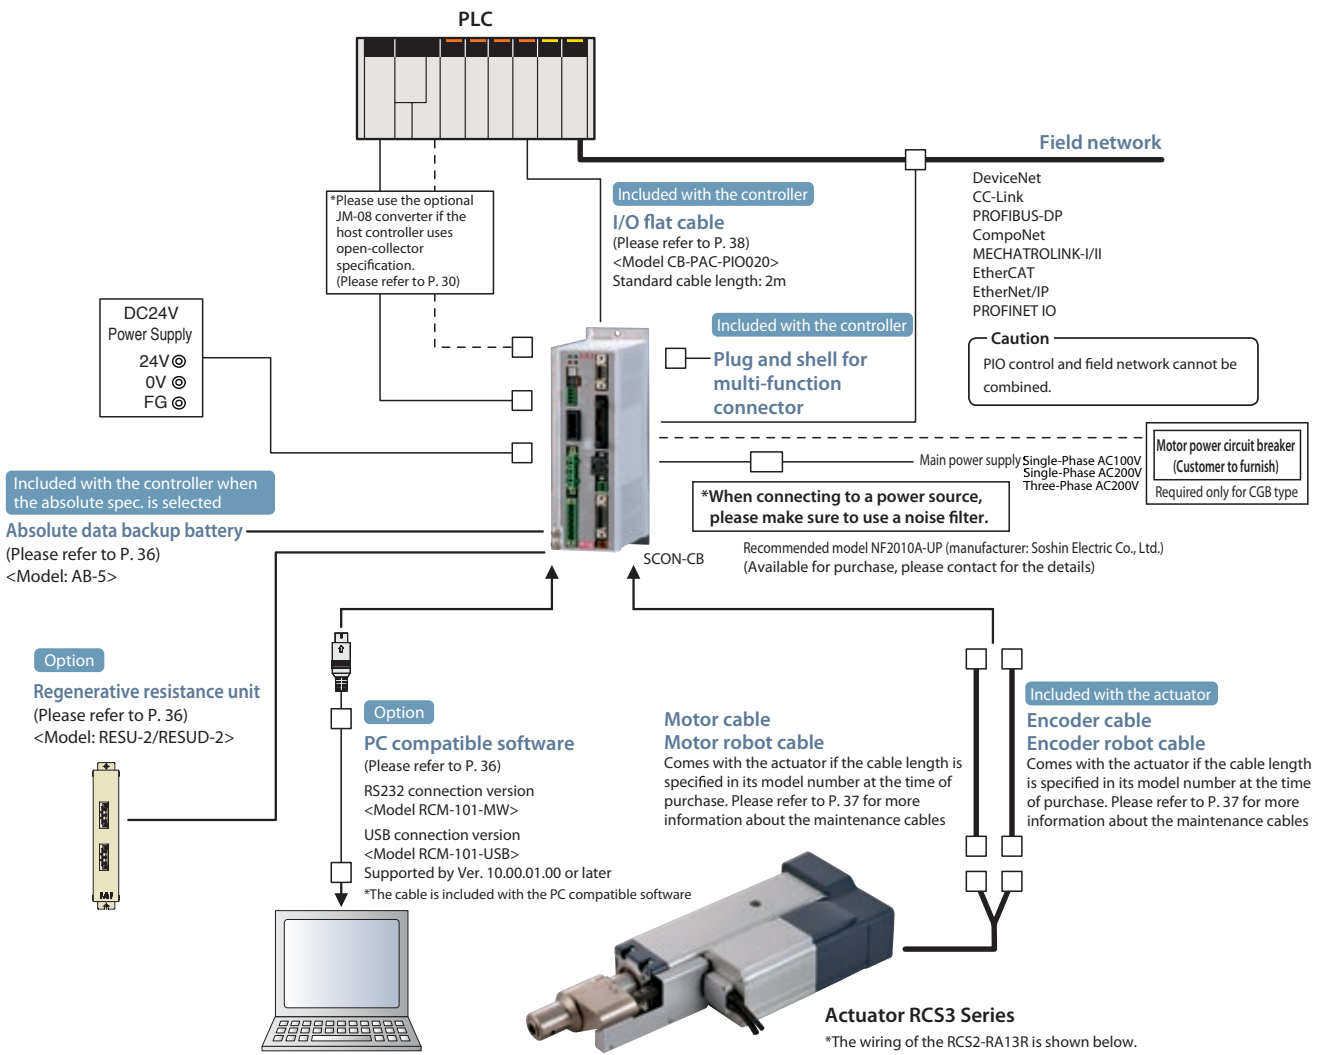 PLC
Field network
DeviceNet
CC-Link
PROFIBUS-DP
CompoNet
MECHATROLINK-I/II
EtherCAT
EtherNet/IP
PROFINET IO
Caution
PIO control and field network cannot be
combined.
*Please use the optional
JM-08 converter if the
host controller uses
open-collector
specification.
(Please refer to P. 30)
Included with the controller
I/O flat cable
(Please refer to P. 38)
<Model CB-PAC-PIO020>
Standard cable length: 2m
Included with the controller
Plug and shell for
multi-function
connector
DC24V
Power Supply
24V
0V
FG
Main power supply:
Single-Phase AC100V
Single-Phase AC200V
Three-Phase AC200V
Motor power circuit breaker
(Customer to furnish)
Required only for CGB type
*When connecting to a power source,
please make sure to use a noise filter.
Recommended model NF2010A-UP (manufacturer: Soshin Electric Co., Ltd.)
(Available for purchase, please contact for the details)
SCON-CB
Included with the controller when
the absolute spec. is selected
Absolute data backup battery
(Please refer to P. 36)
<Model: AB-5>
Option
Regenerative resistance unit
(Please refer to P. 36)
<Model: RESU-2/RESUD-2>
Option
PC compatible software
(Please refer to P. 36)
RS232 connection version
<Model RCM-101-MW>
USB connection version
<Model RCM-101-USB>
Supported by Ver. 10.00.01.00 or later
*The cable is included with the PC compatible software
Motor cable
Motor robot cable
Comes with the actuator if the cable length is
specified in its model number at the time of
purchase. Please refer to P. 37 for more
information about the maintenance cables
Included with the actuator
Encoder cable
Encoder robot cable
Comes with the actuator if the cable length
is specified in its model number at the time
of purchase. Please refer to P. 37 for more
information about the maintenance cables
Actuator RCS3 Series
*The wiring of the RCS2-RA13R is shown below.